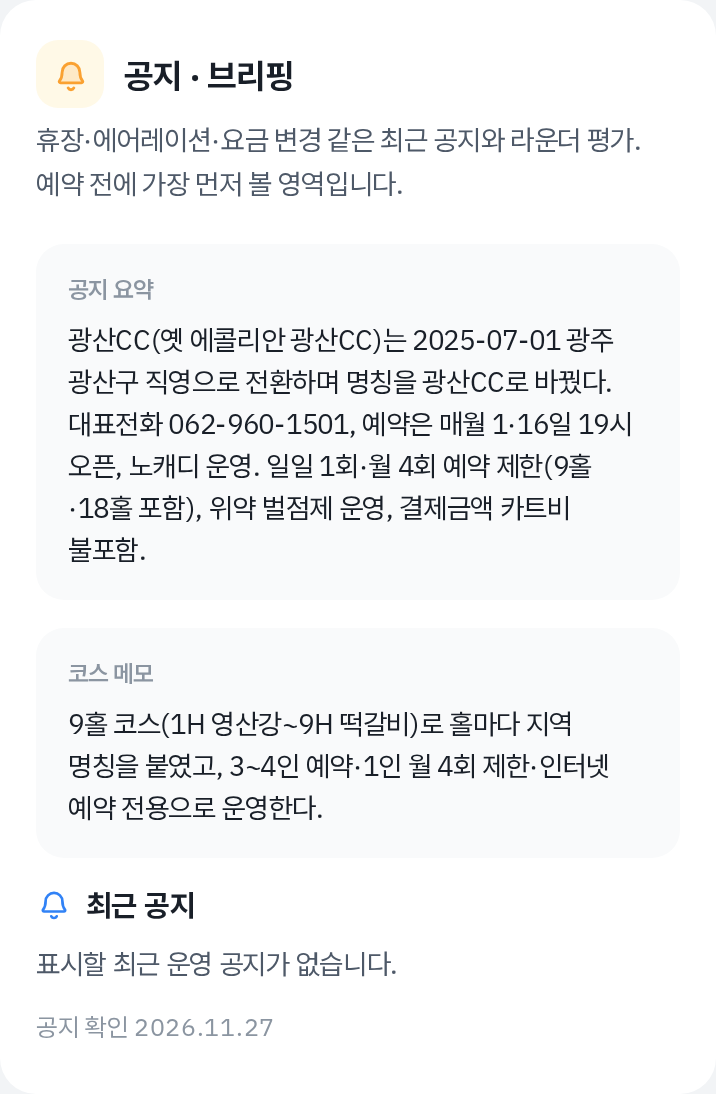 공지 · 브리핑
휴장·에어레이션·요금 변경 같은 최근 공지와 라운더 평가.
예약 전에 가장 먼저 볼 영역입니다.
공지 요약
광산CC(옛 에콜리안 광산CC)는 2025-07-01 광주
광산구 직영으로 전환하며 명칭을 광산CC로 바꿨다.
대표전화 062-960-1501, 예약은 매월 1·16일 19시
오픈, 노캐디 운영. 일일 1회·월 4회 예약 제한(9홀
·18홀 포함), 위약 벌점제 운영, 결제금액 카트비
불포함.
코스 메모
9홀 코스(1H 영산강~9H 떡갈비)로 홀마다 지역
명칭을 붙였고, 3~4인 예약·1인 월 4회 제한·인터넷
예약 전용으로 운영한다.
최근 공지
표시할 최근 운영 공지가 없습니다.
공지 확인 2026.11.27